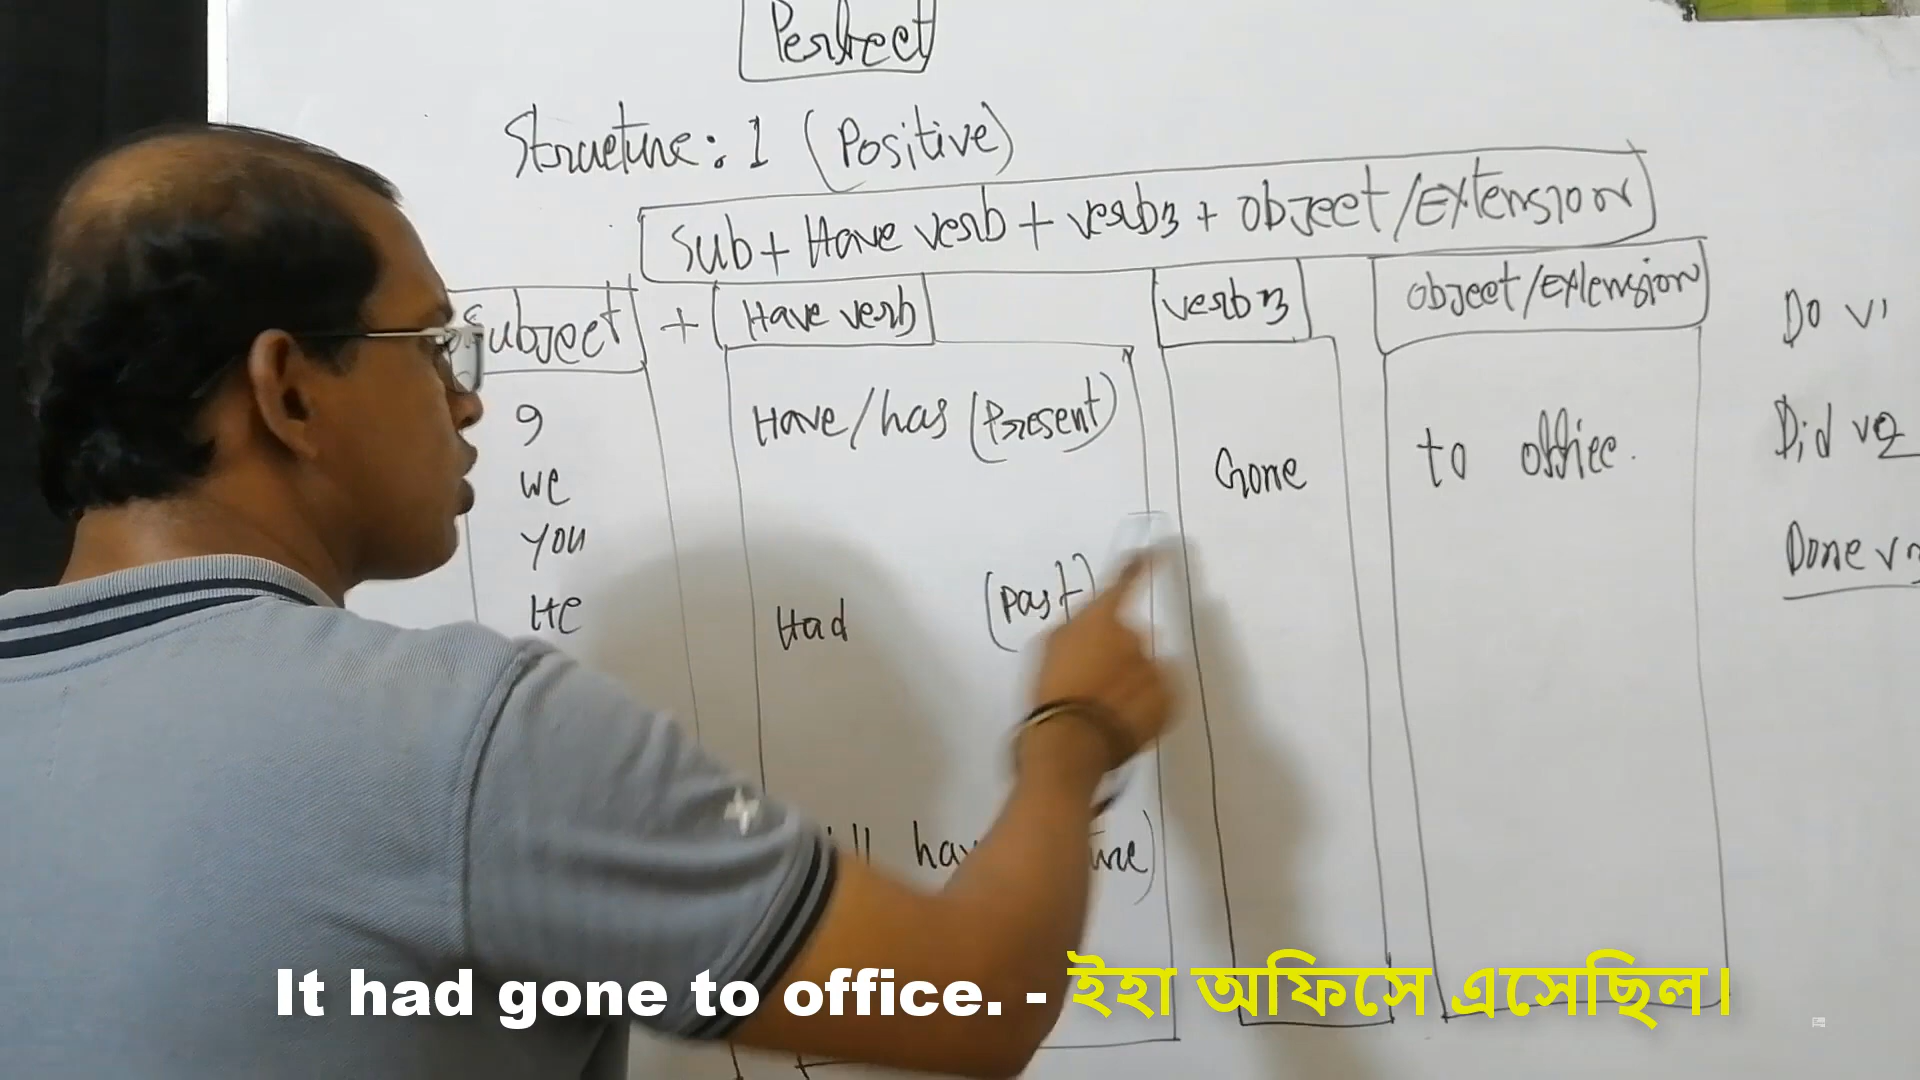 Perfect
Structure: 1 (Positive)
Sub + Have verb + verb3 + Object/Extension
Subject + Have verb verb3 Object/Extension
I
we
you
He
Have/has (Present)
Had (Past)
have
Gone
to office.
Do v1
Did v2
Done v3
It had gone to office. - ইহা অফিসে এসেছিল।